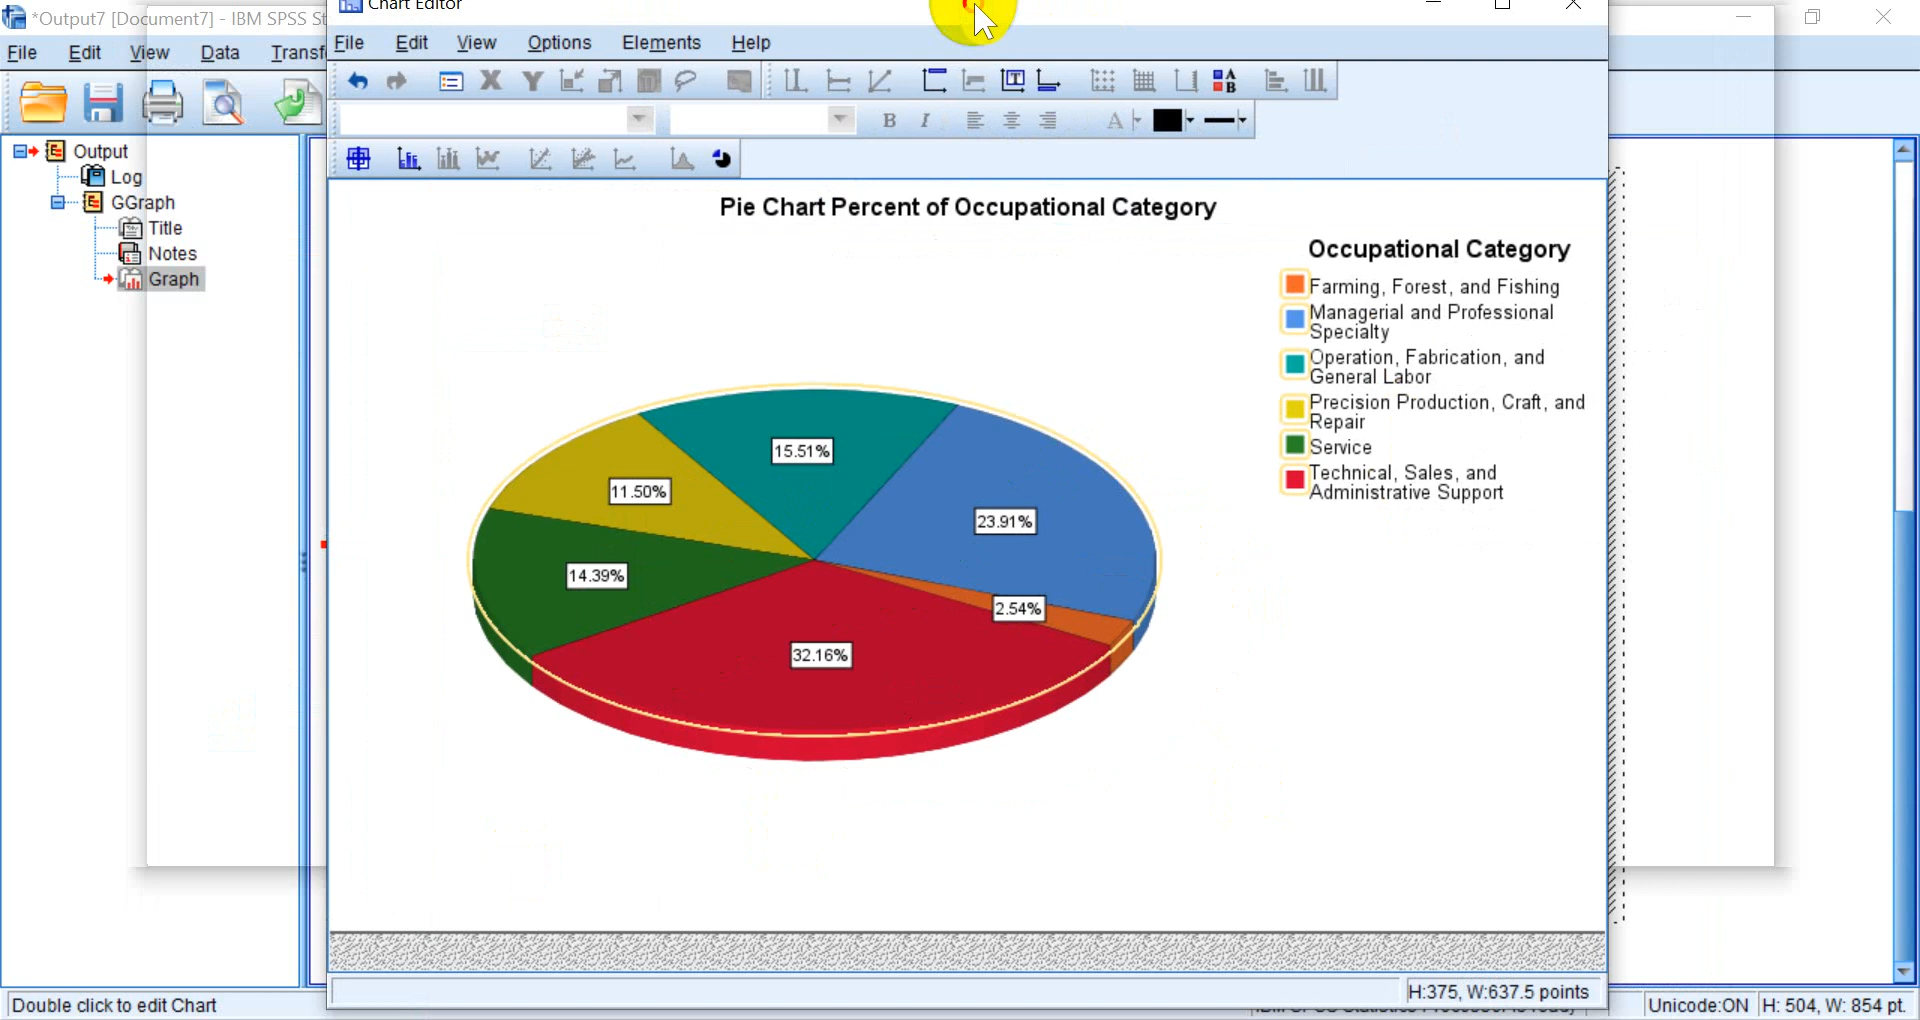 *Output7 [Document7] - IBM SPSS St
Chart Editor
File Edit View Data Transf
File Edit View Options Elements Help
X Y
B I A
Output
Log
GGraph
Title
Notes
Graph
Pie Chart Percent of Occupational Category
Occupational Category
Farming, Forest, and Fishing
Managerial and Professional
Specialty
Operation, Fabrication, and
General Labor
Precision Production, Craft, and
Repair
Service
Technical, Sales, and
Administrative Support
15.51%
11.50%
23.91%
14.39%
2.54%
32.16%
H:375, W:637.5 points
Double click to edit Chart
Unicode:ON H: 504, W: 854 pt.